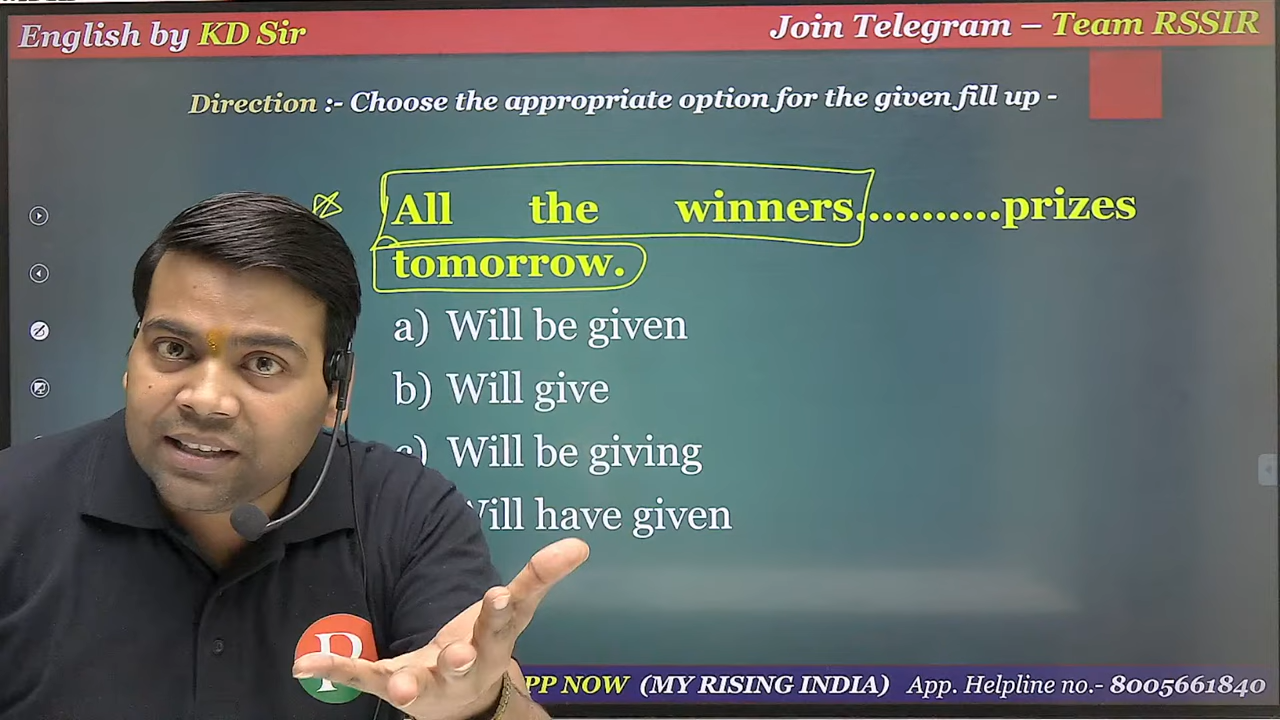 English by KD Sir
Join Telegram – Team RSSIR
Direction :- Choose the appropriate option for the given fill up -
All the winners...........prizes
tomorrow.
a) Will be given
b) Will give
c) Will be giving
Will have given
PP NOW (MY RISING INDIA) App. Helpline no.- 8005661840
R